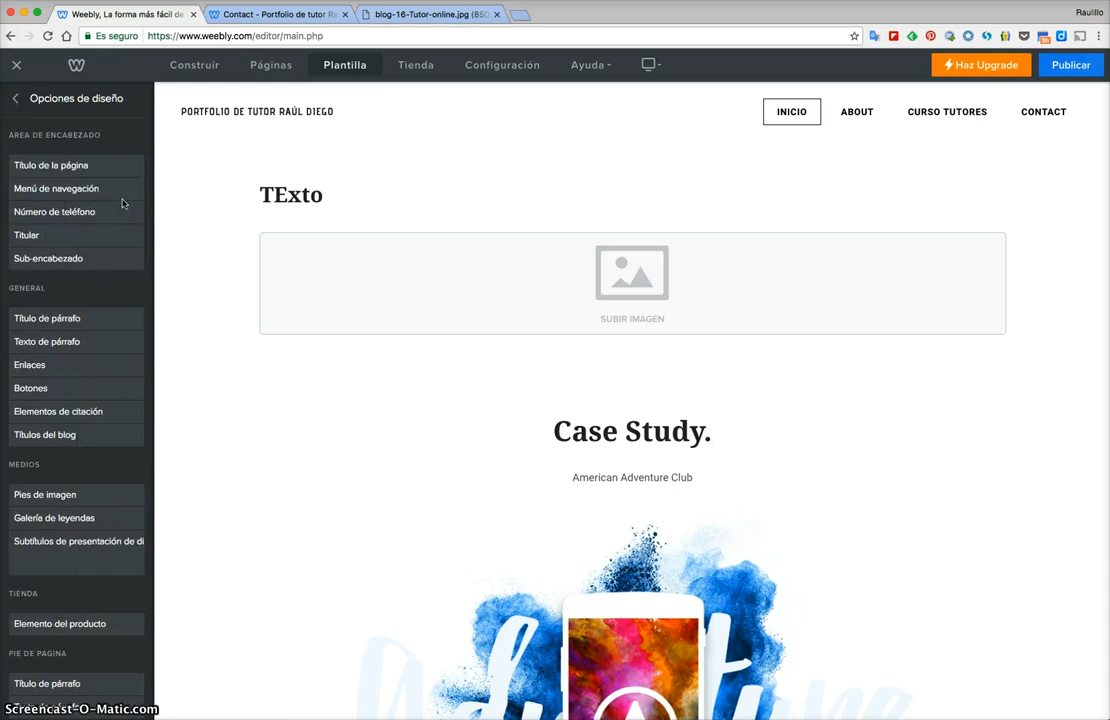 Weebly, La forma más fácil de
Contact - Portfolio de tutor Ra
blog-16-Tutor-online.jpg (850
Raulillo
Es seguro
https://www.weebly.com/editor/main.php
Construir
Páginas
Plantilla
Tienda
Configuración
Ayuda
Haz Upgrade
Publicar
Opciones de diseño
PORTFOLIO DE TUTOR RAÚL DIEGO
INICIO
ABOUT
CURSO TUTORES
CONTACT
ÁREA DE ENCABEZADO
Título de la página
Menú de navegación
Número de teléfono
Titular
Sub-encabezado
GENERAL
Título de párrafo
Texto de párrafo
Enlaces
Botones
Elementos de citación
Títulos del blog
MEDIOS
Pies de imagen
Galería de leyendas
Subtítulos de presentación de di
TIENDA
Elemento del producto
PIE DE PÁGINA
Título de párrafo
TExto
SUBIR IMAGEN
Case Study.
American Adventure Club
Screencast-O-Matic.com